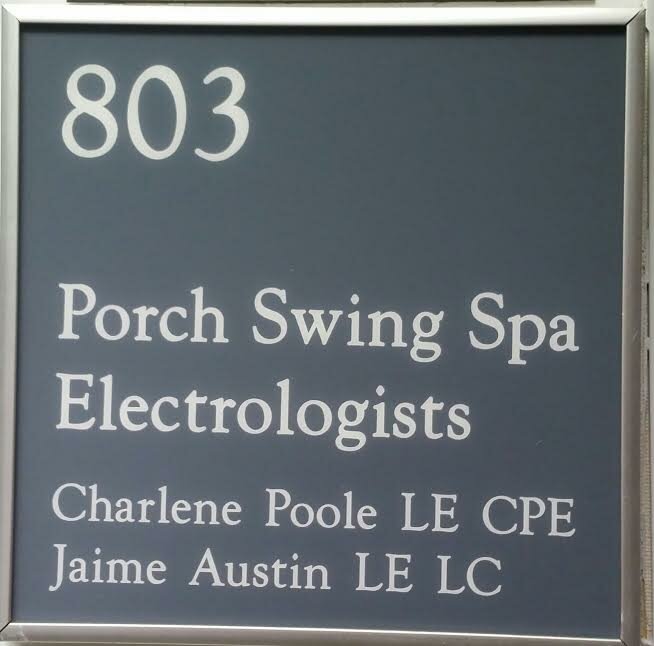 803
Porch Swing Spa
Electrologists
Charlene Poole LE CPE
Jaime Austin LE LC